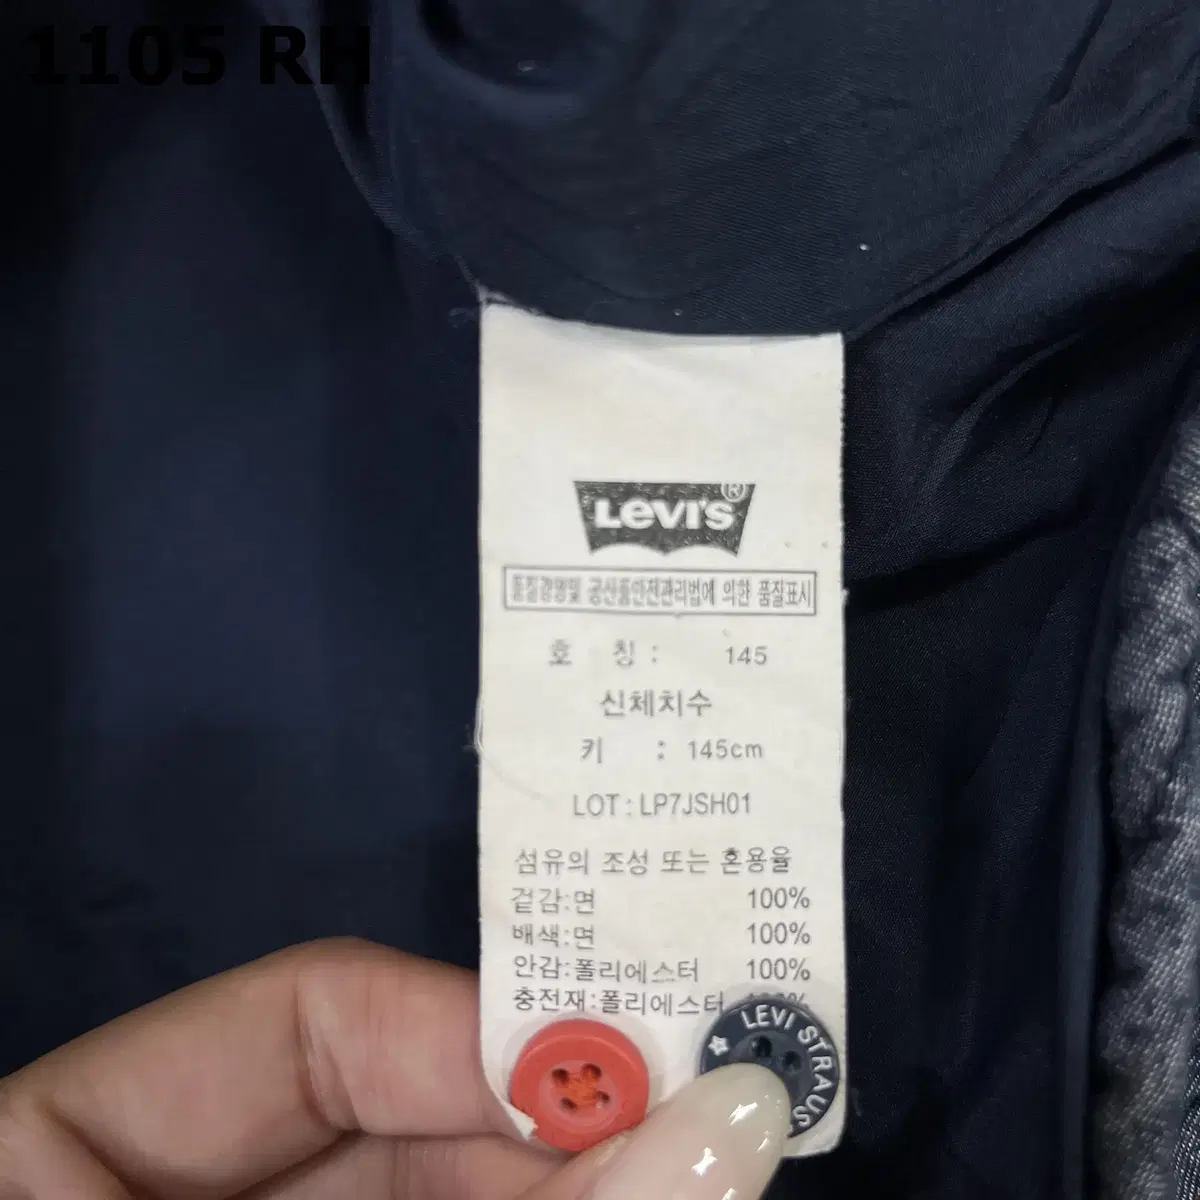 1105 RH
LEVI'S ®
품질경영및 공산품안전관리법에 의한 품질표시
호 칭 : 145
신체치수
키 : 145cm
LOT : LP7JSH01
섬유의 조성 또는 혼용율
겉감:면 100%
배색:면 100%
안감:폴리에스터 100%
충전재:폴리에스터 100%
LEVI STRAUS